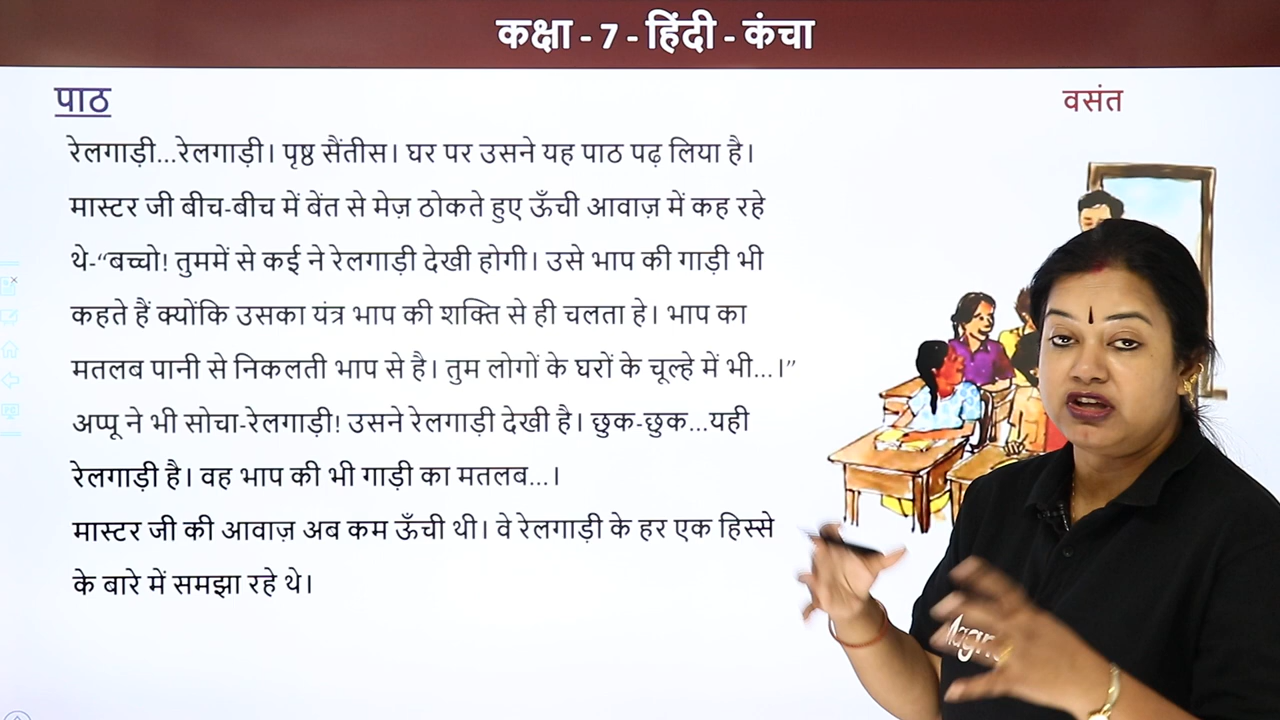 कक्षा - 7 - हिंदी - कंचा
पाठ
वसंत
रेलगाड़ी...रेलगाड़ी। पृष्ठ सैंतीस। घर पर उसने यह पाठ पढ़ लिया है।
मास्टर जी बीच-बीच में बेंत से मेज़ ठोकते हुए ऊँची आवाज़ में कह रहे
थे-“बच्चो! तुममें से कई ने रेलगाड़ी देखी होगी। उसे भाप की गाड़ी भी
कहते हैं क्योंकि उसका यंत्र भाप की शक्ति से ही चलता हे। भाप का
मतलब पानी से निकलती भाप से है। तुम लोगों के घरों के चूल्हे में भी...।”
अप्पू ने भी सोचा-रेलगाड़ी! उसने रेलगाड़ी देखी है। छुक-छुक...यही
रेलगाड़ी है। वह भाप की भी गाड़ी का मतलब...।
मास्टर जी की आवाज़ अब कम ऊँची थी। वे रेलगाड़ी के हर एक हिस्से
के बारे में समझा रहे थे।